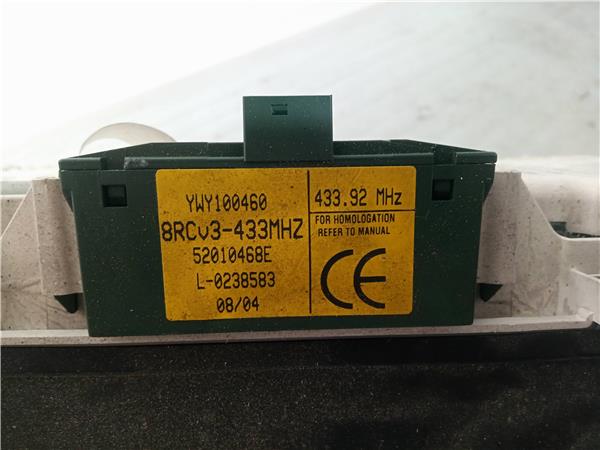 YWY100460
8RCv3-433MHZ
52010468E
L-0238583
08/04
433.92 MHz
FOR HOMOLOGATION
REFER TO MANUAL
CE